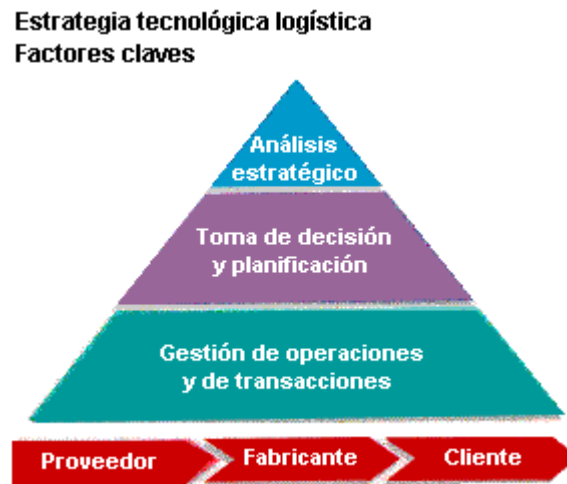 Estrategia tecnológica logística
Factores claves
Análisis
estratégico
Toma de decisión
y planificación
Gestión de operaciones
y de transacciones
Proveedor
Fabricante
Cliente